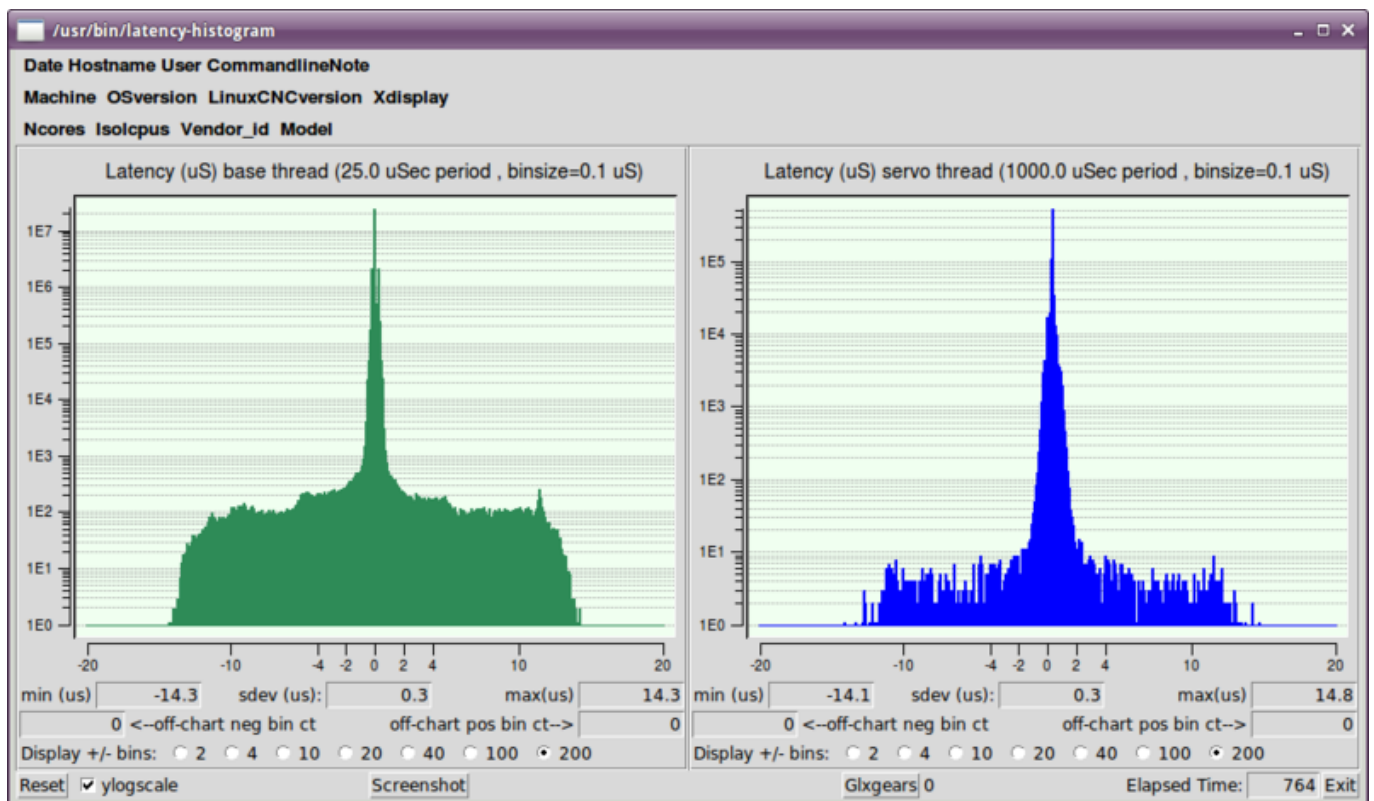 /usr/bin/latency-histogram
Date Hostname User CommandlineNote
Machine OSversion LinuxCNCversion Xdisplay
Ncores Isolcpus Vendor_id Model
Latency (uS) base thread (25.0 uSec period , binsize=0.1 uS)
1E7
1E6
1E5
1E4
1E3
1E2
1E1
1E0
-20 -10 -4 -2 0 2 4 10 20
min (us) -14.3 sdev (us): 0.3 max(us) 14.3
0 <--off-chart neg bin ct off-chart pos bin ct--> 0
Display +/- bins: 2 4 10 20 40 100 200
Latency (uS) servo thread (1000.0 uSec period , binsize=0.1 uS)
1E5
1E4
1E3
1E2
1E1
1E0
-20 -10 -4 -2 0 2 4 10 20
min (us) -14.1 sdev (us): 0.3 max(us) 14.8
0 <--off-chart neg bin ct off-chart pos bin ct--> 0
Display +/- bins: 2 4 10 20 40 100 200
Reset ylogscale Screenshot Glxgears 0 Elapsed Time: 764 Exit